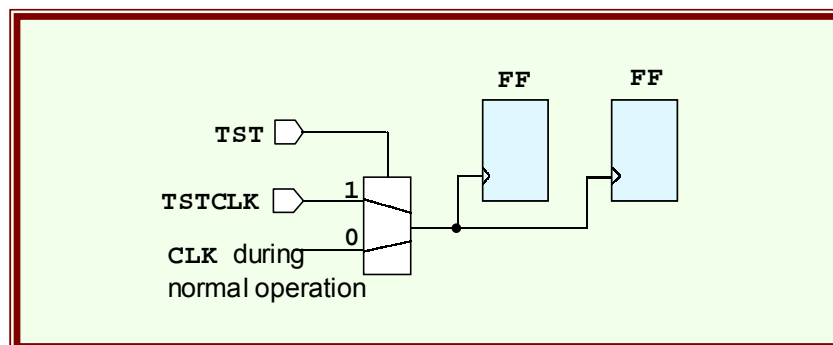 FF FF
TST
TSTCLK 1
0
CLK during
normal operation